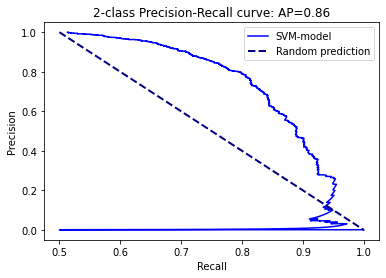 2-class Precision-Recall curve: AP=0.86
SVM-model
Random prediction
Precision
1.0
0.8
0.6
0.4
0.2
0.0
0.5 0.6 0.7 0.8 0.9 1.0
Recall